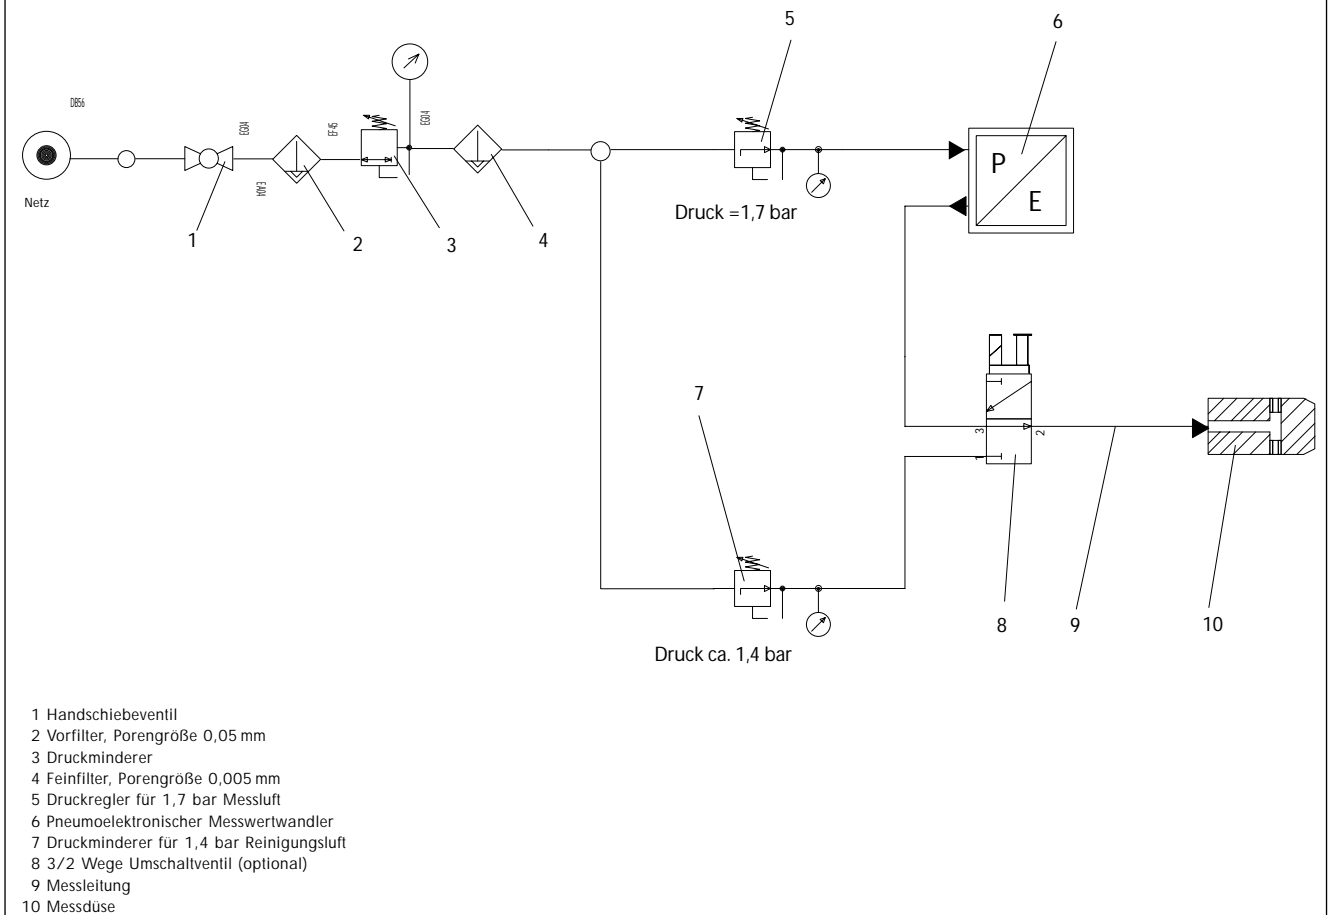 5
6
DB56
EG04
EF45
EG04
EA04
Netz
1
2
3
4
Druck =1,7 bar
P
E
7
3
2
1
8
9
10
Druck ca. 1,4 bar
1 Handschiebeventil
2 Vorfilter, Porengröße 0,05 mm
3 Druckminderer
4 Feinfilter, Porengröße 0,005 mm
5 Druckregler für 1,7 bar Messluft
6 Pneumoelektronischer Messwertwandler
7 Druckminderer für 1,4 bar Reinigungsluft
8 3/2 Wege Umschaltventil (optional)
9 Messleitung
10 Messdüse